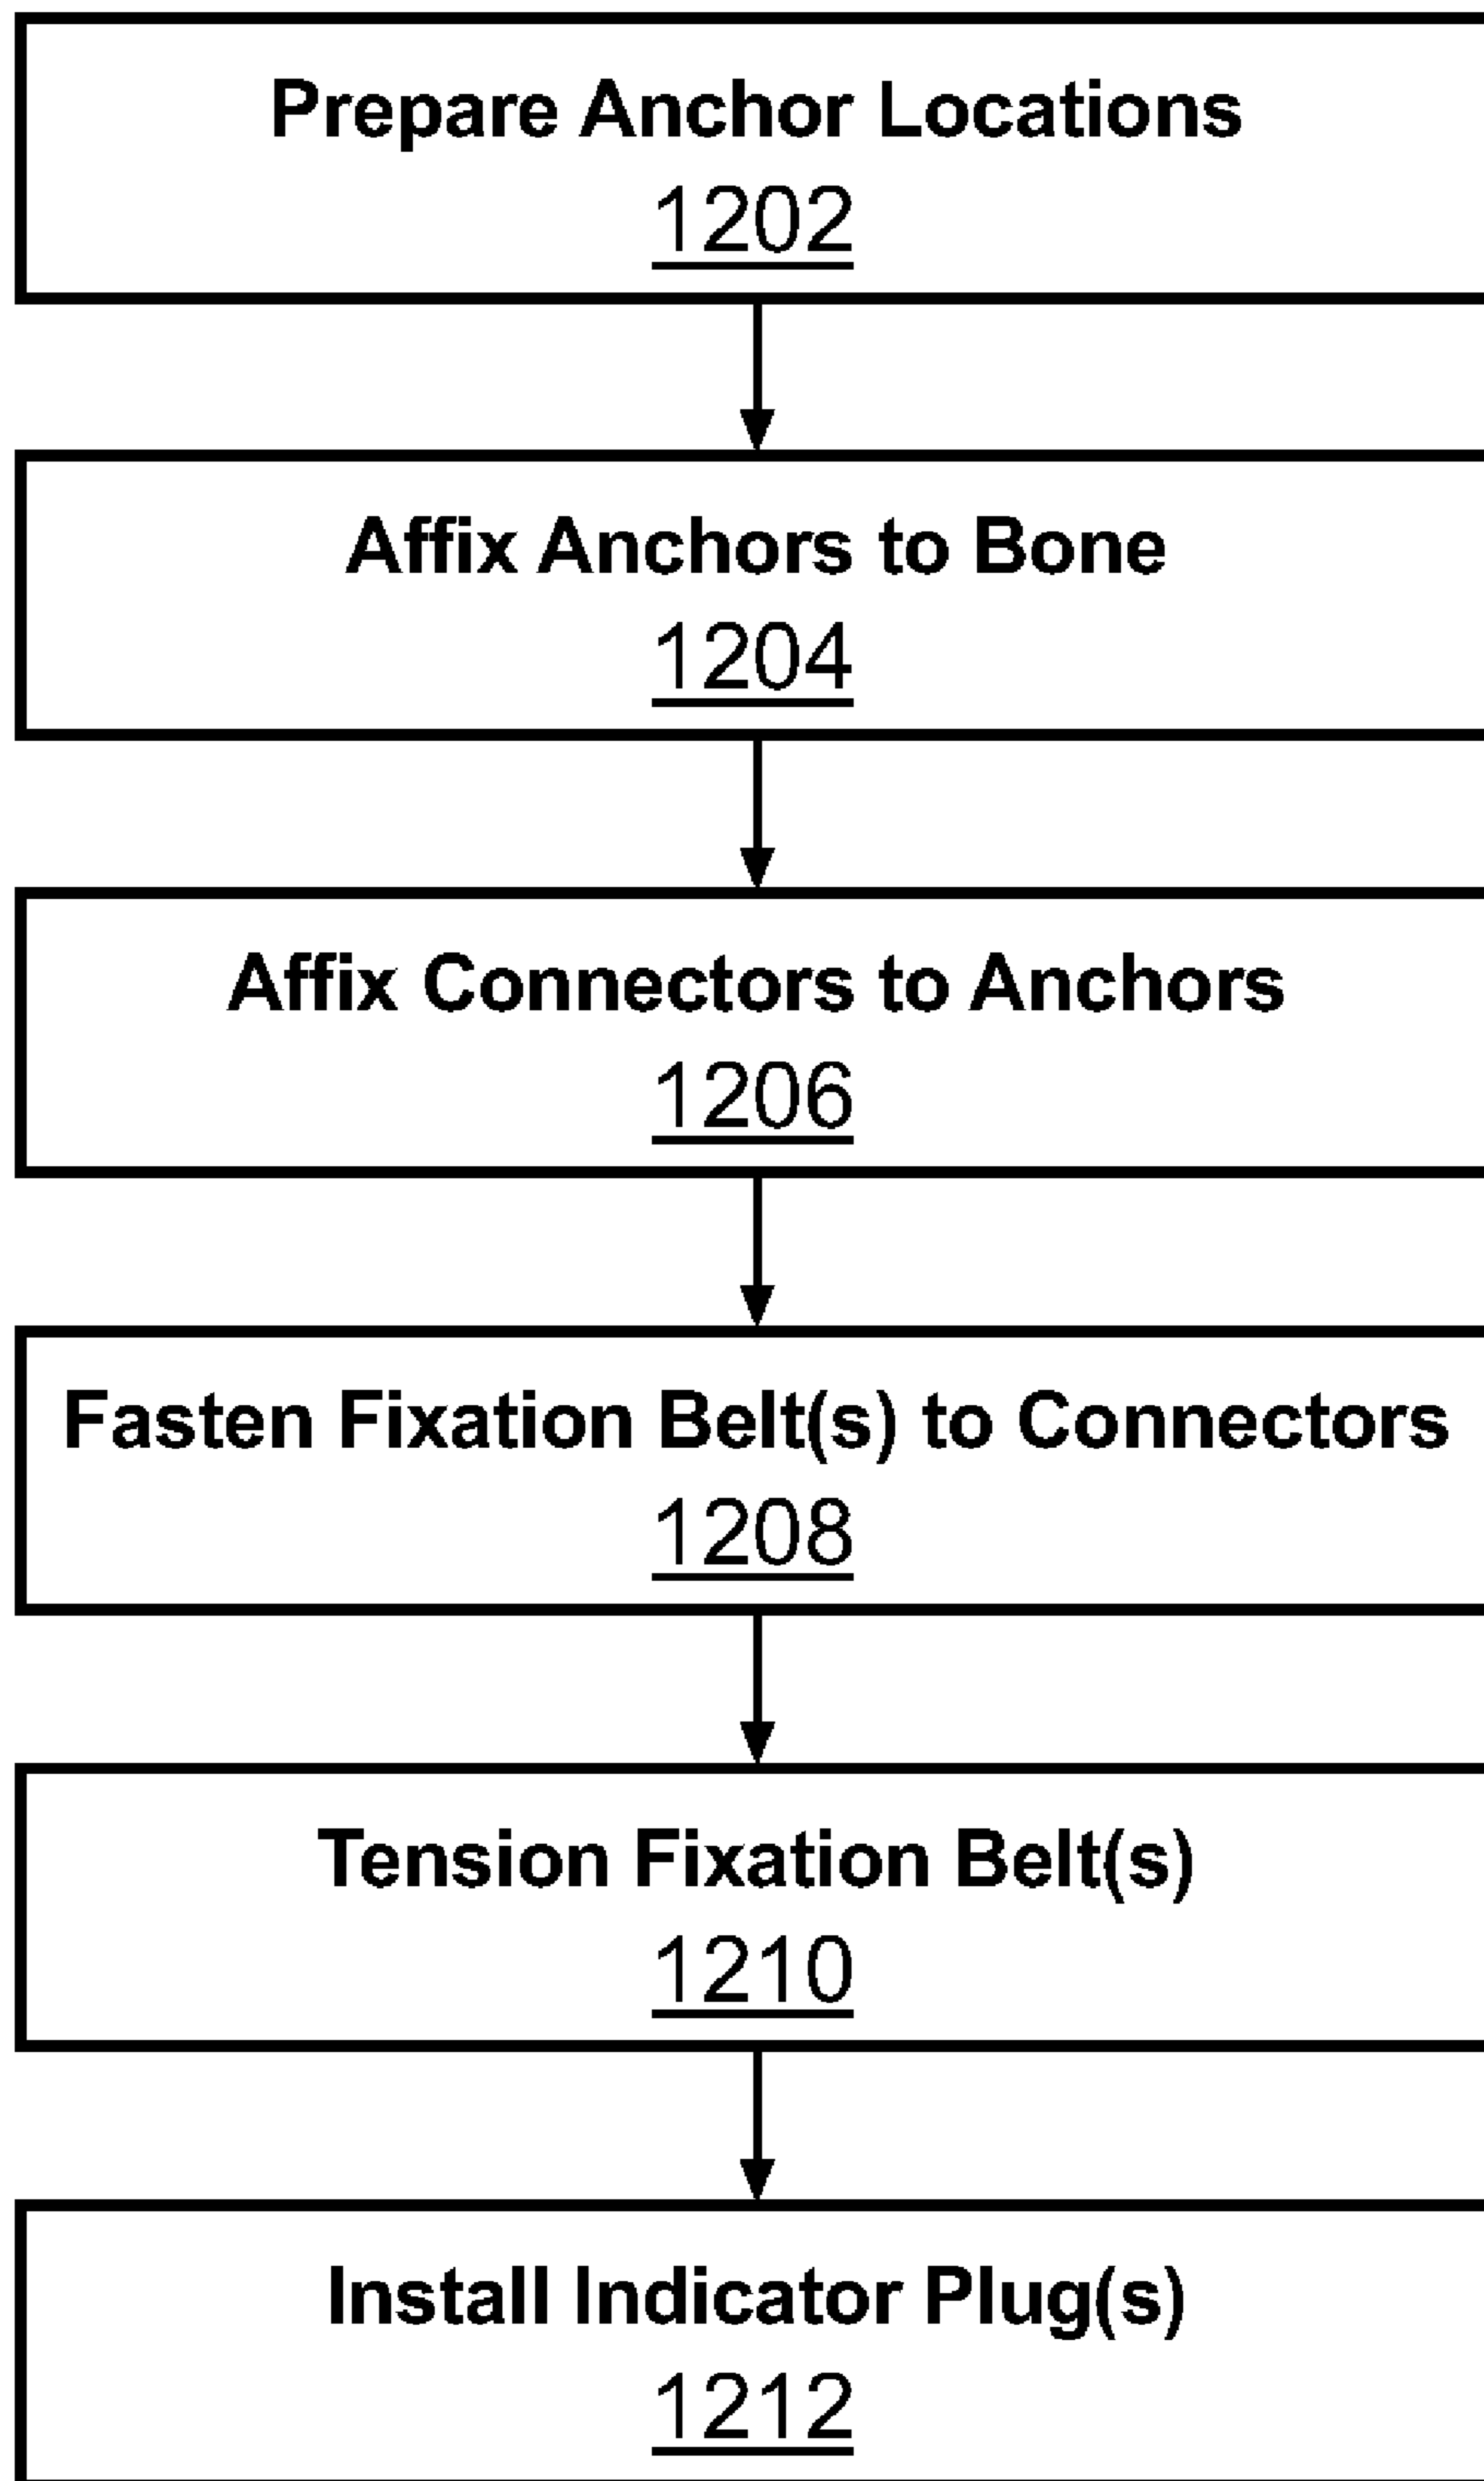 Prepare Anchor Locations
1202
Affix Anchors to Bone
1204
Affix Connectors to Anchors
1206
Fasten Fixation Belt(s) to Connectors
1208
Tension Fixation Belt(s)
1210
Install Indicator Plug(s)
1212